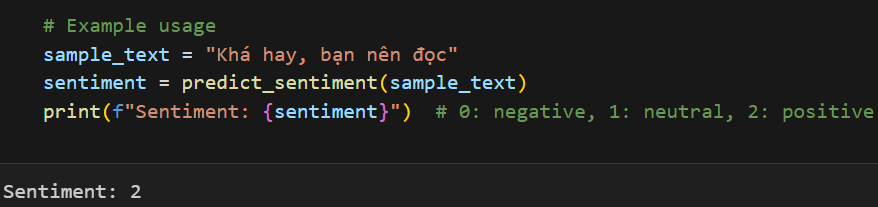 # Example usage
sample_text = "Khá hay, bạn nên đọc"
sentiment = predict_sentiment(sample_text)
print(f"Sentiment: {sentiment}")  # 0: negative, 1: neutral, 2: positive
Sentiment: 2